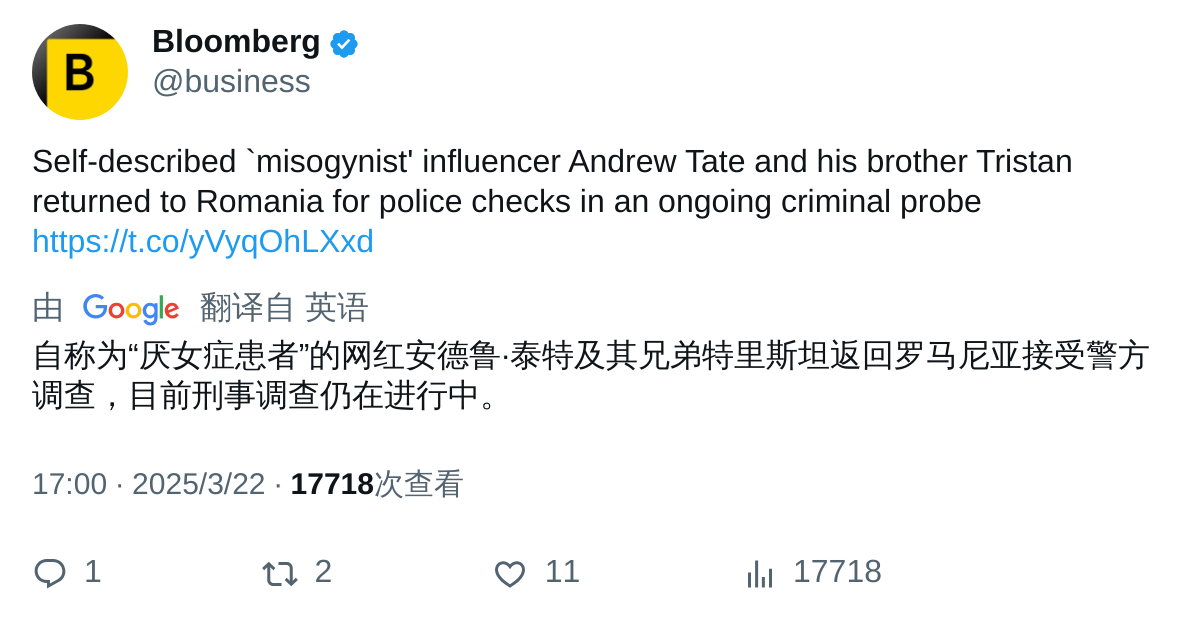 B
Bloomberg
@business
Self-described `misogynist' influencer Andrew Tate and his brother Tristan
returned to Romania for police checks in an ongoing criminal probe
https://t.co/yVyqOhLXxd
由 Google 翻译自 英语
自称为“厌女症患者”的网红安德鲁·泰特及其兄弟特里斯坦返回罗马尼亚接受警方
调查，目前刑事调查仍在进行中。
17:00 · 2025/3/22 · 17718次查看
1 2 11 17718